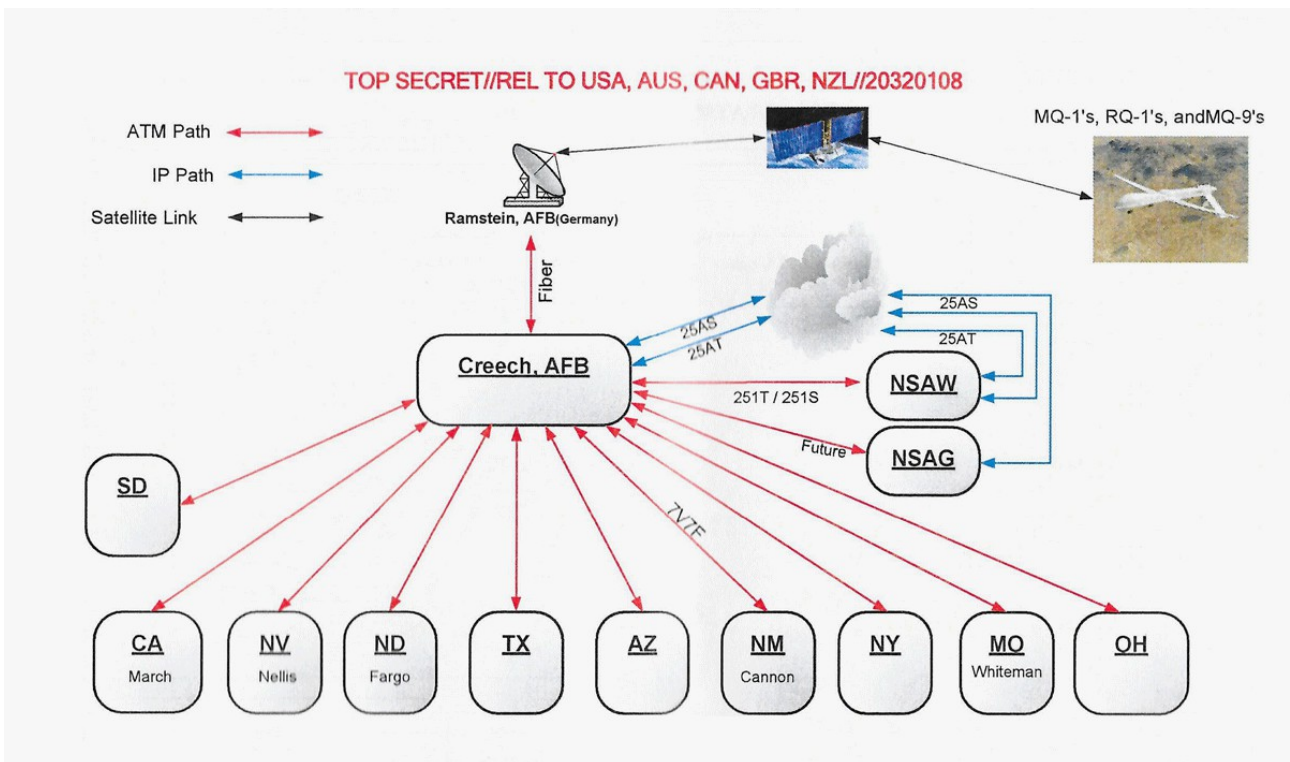 TOP SECRET//REL TO USA, AUS, CAN, GBR, NZL//20320108
ATM Path
IP Path
Satellite Link
Ramstein, AFB(Germany)
MQ-1's, RQ-1's, andMQ-9's
Fiber
25AS
25AT
25AS
25AT
Creech, AFB
251T / 251S
NSAW
Future
NSAG
SD
7V7F
CA
March
NV
Nellis
ND
Fargo
TX
AZ
NM
Cannon
NY
MO
Whiteman
OH